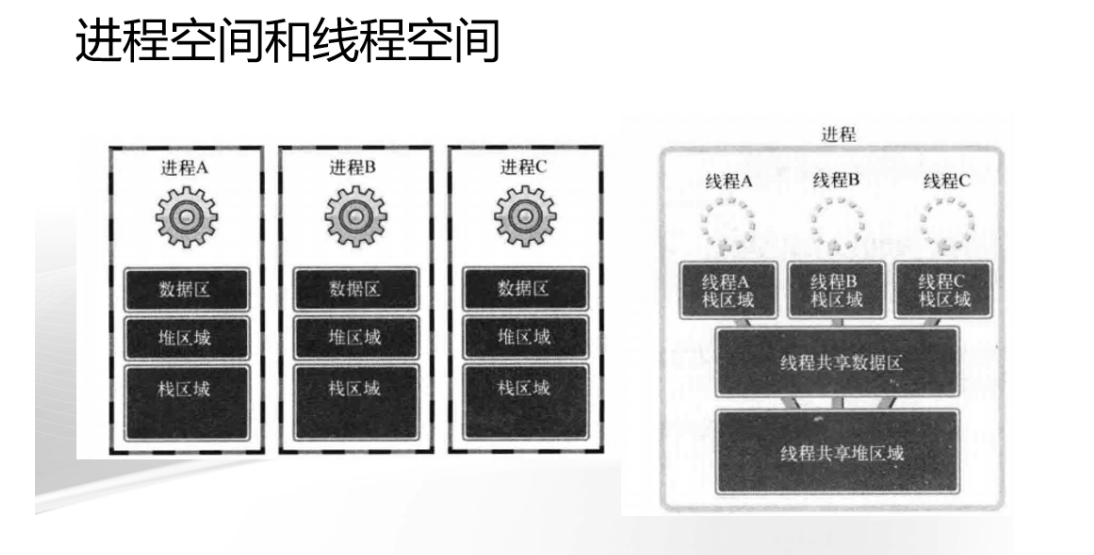 进程空间和线程空间
进程A
数据区
堆区域
栈区域
进程B
数据区
堆区域
栈区域
进程C
数据区
堆区域
栈区域
进程
线程A
线程B
线程C
线程A
栈区域
线程B
栈区域
线程C
栈区域
线程共享数据区
线程共享堆区域